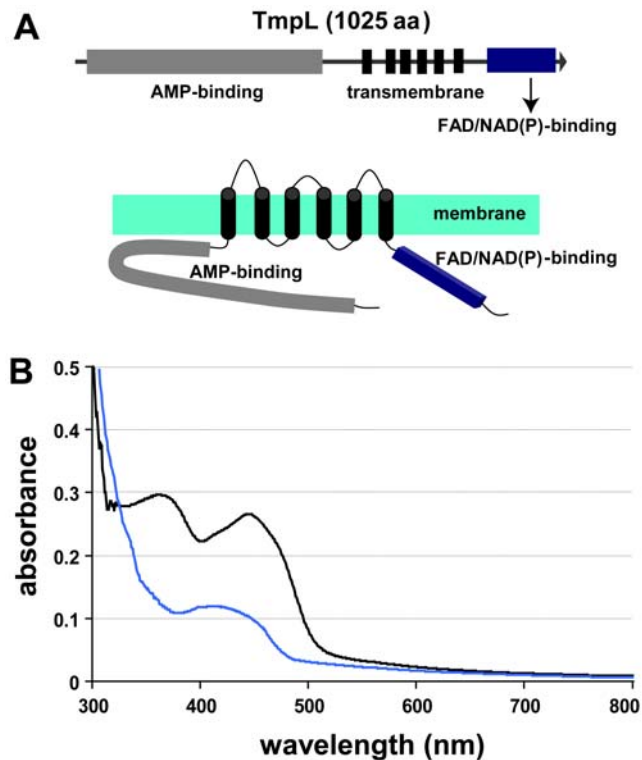 A
TmpL (1025 aa)
AMP-binding
transmembrane
FAD/NAD(P)-binding
membrane
AMP-binding
FAD/NAD(P)-binding
B
absorbance
0.5
0.4
0.3
0.2
0.1
0
300 400 500 600 700 800
wavelength (nm)